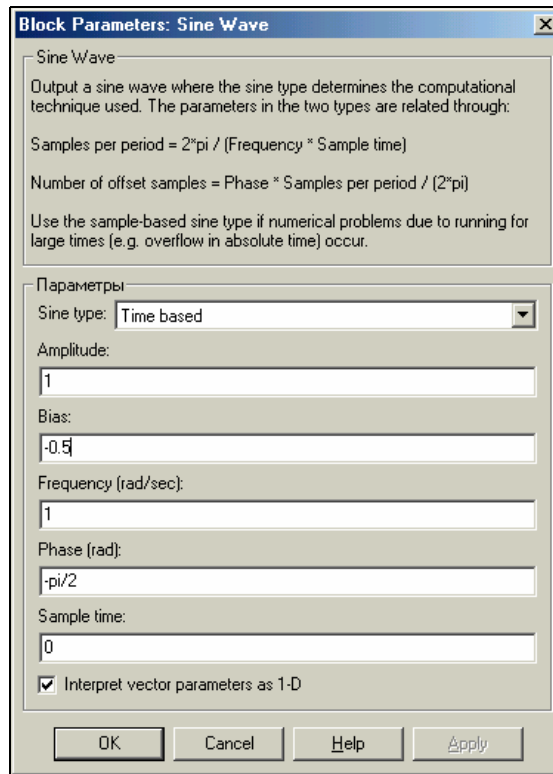 Block Parameters: Sine Wave
Sine Wave
Output a sine wave where the sine type determines the computational
technique used. The parameters in the two types are related through:
Samples per period = 2*pi / (Frequency * Sample time)
Number of offset samples = Phase * Samples per period / (2*pi)
Use the sample-based sine type if numerical problems due to running for
large times (e.g. overflow in absolute time) occur.
Параметры
Sine type: Time based
Amplitude:
1
Bias:
-0.5
Frequency (rad/sec):
1
Phase (rad):
-pi/2
Sample time:
0
Interpret vector parameters as 1-D
OK Cancel Help Apply